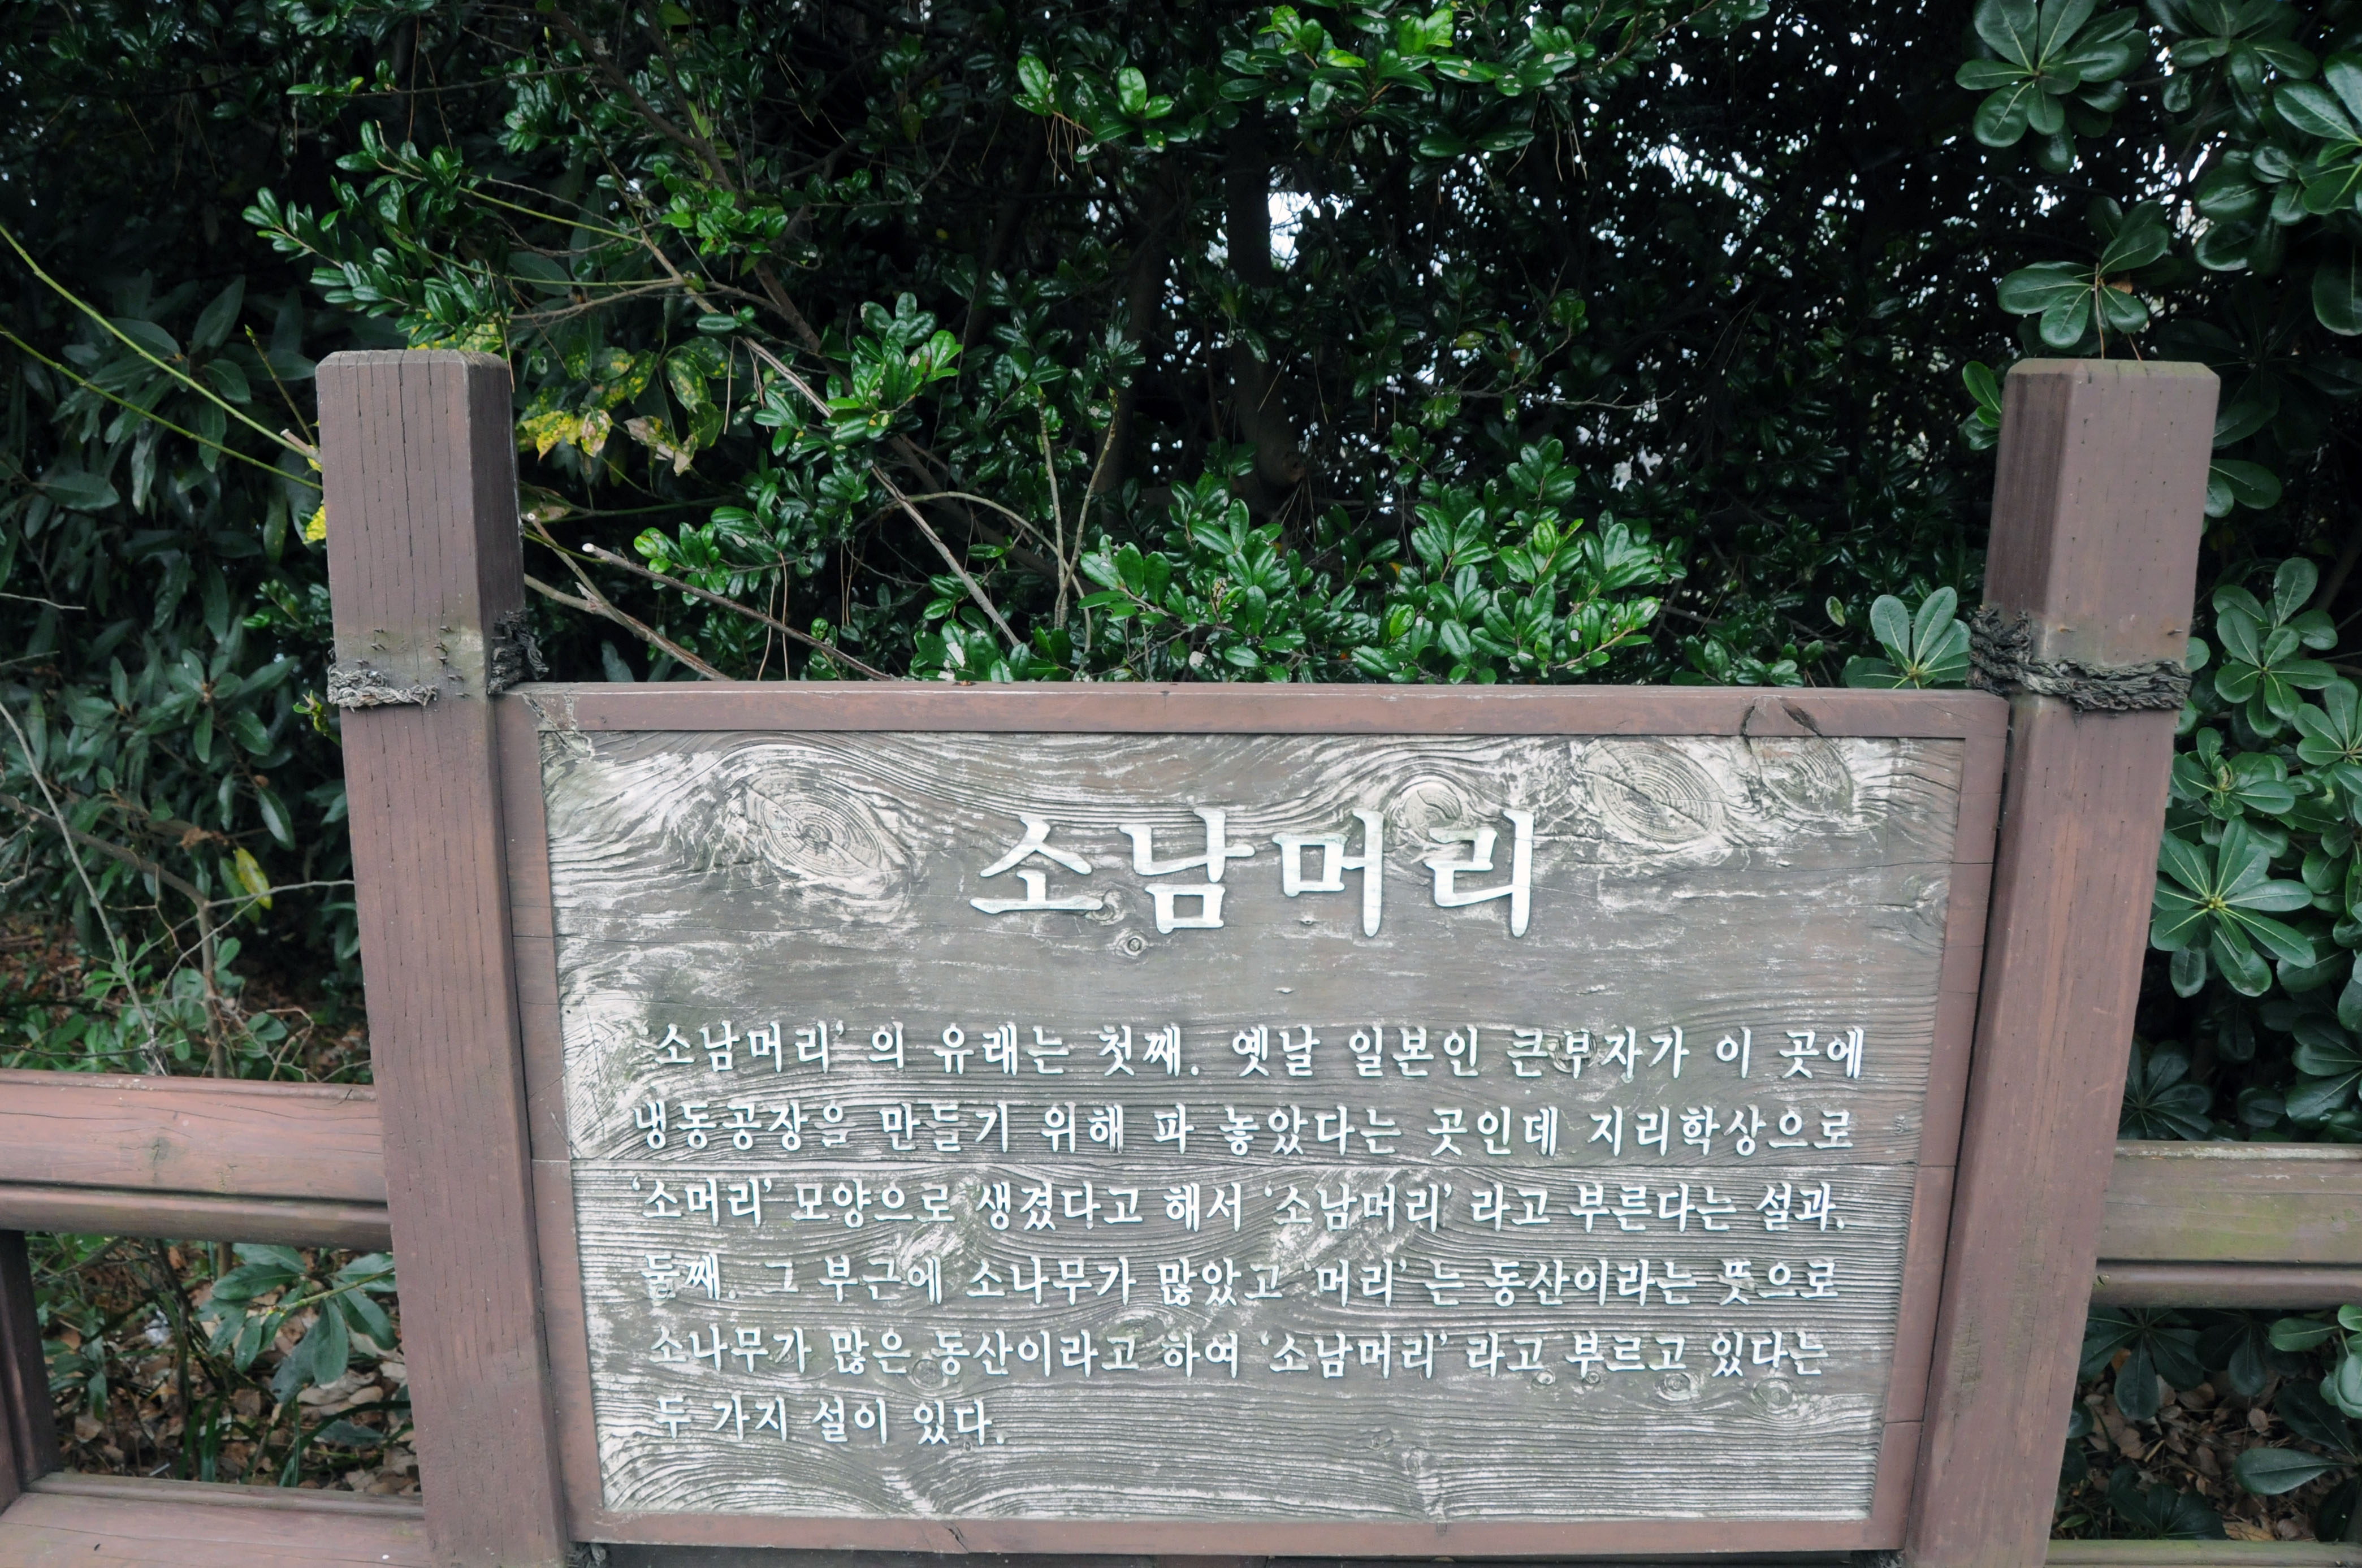 소남머리
'소남머리' 의 유래는 첫째. 옛날 일본인 큰부자가 이 곳에
냉동공장을 만들기 위해 파 놓았다는 곳인데 지리학상으로
'소머리' 모양으로 생겼다고 해서 '소남머리' 라고 부른다는 설과.
둘째. 그 부근에 소나무가 많았고 머리' 는 동산이라는 뜻으로
소나무가 많은 동산이라고 하여 '소남머리' 라고 부르고 있다는
두 가지 설이 있다.